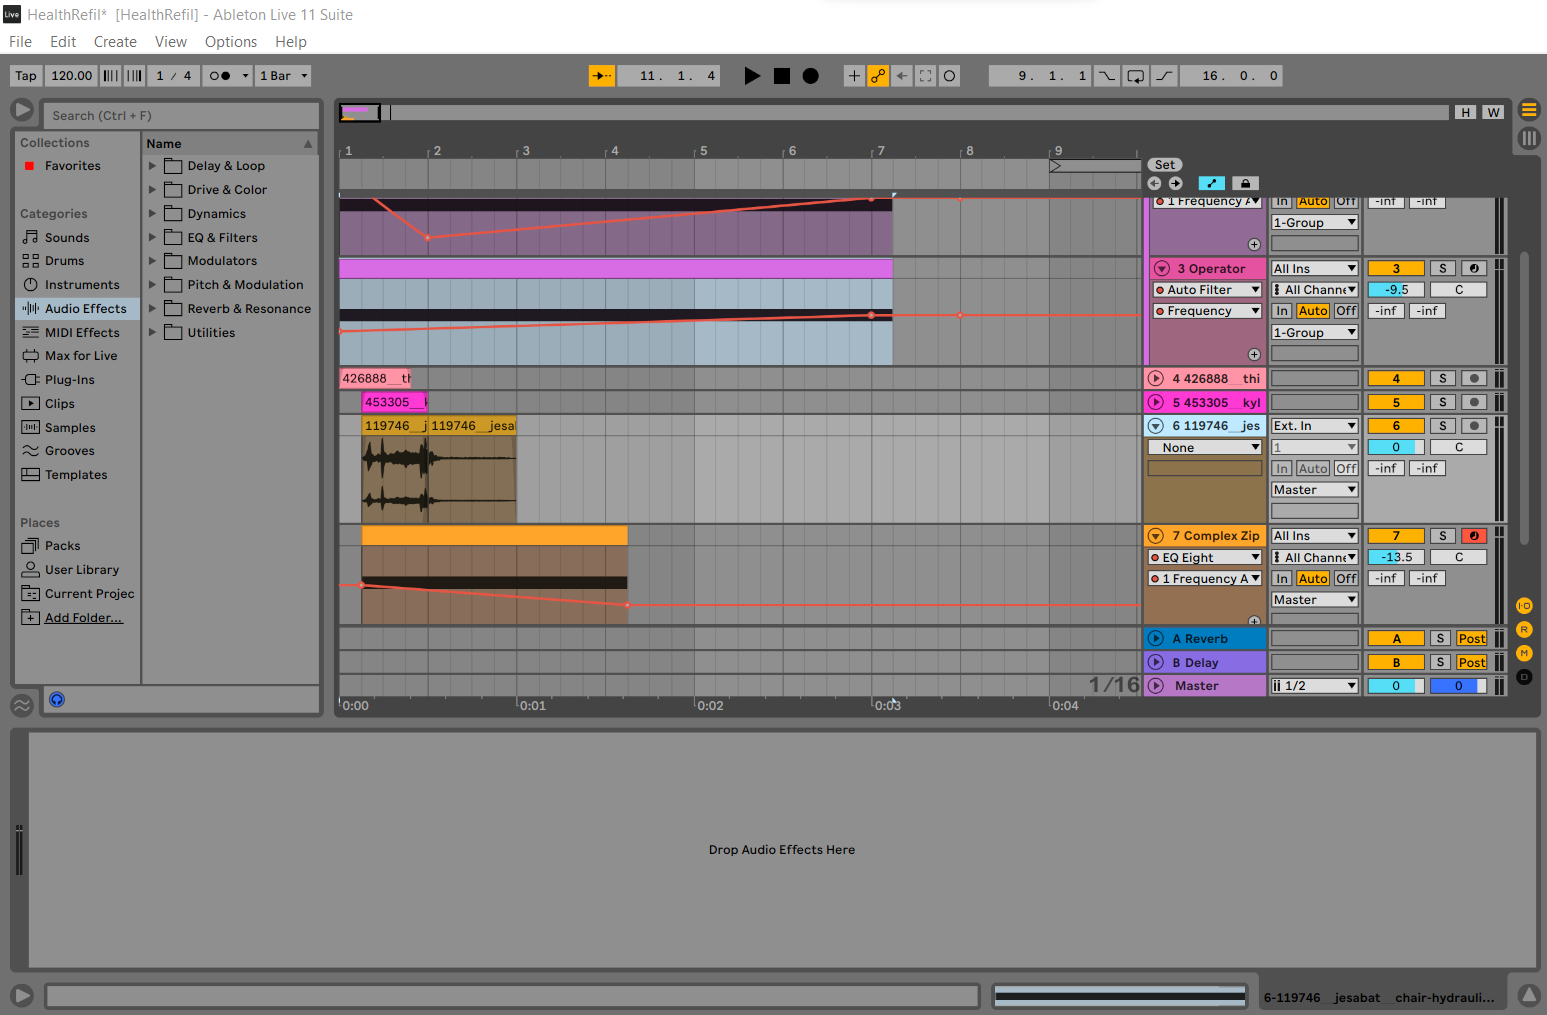 Live HealthRefil* [HealthRefil] - Ableton Live 11 Suite
File Edit Create View Options Help
Tap 120.00 1 / 4 1 Bar 11. 1. 4 9. 1. 1 16. 0. 0
Search (Ctrl + F)
H W
Collections
Favorites
Categories
Sounds
Drums
Instruments
Audio Effects
MIDI Effects
Max for Live
Plug-Ins
Clips
Samples
Grooves
Templates
Places
Packs
User Library
Current Projec
Add Folder...
Name
Delay & Loop
Drive & Color
Dynamics
EQ & Filters
Modulators
Pitch & Modulation
Reverb & Resonance
Utilities
1 2 3 4 5 6 7 8 9
Set
1 Frequency A In Auto Off -inf -inf
1-Group
3 Operator All Ins 3 S
Auto Filter All Channe -9.5 C
Frequency In Auto Off -inf -inf
1-Group
426888__th 4 426888__thi 4 S
453305__k 5 453305__kyl 5 S
119746__j 119746__jesal 6 119746__jes Ext. In 6 S
None 1 0 C
In Auto Off -inf -inf
Master
7 Complex Zip All Ins 7 S
EQ Eight All Channe -13.5 C
1 Frequency A In Auto Off -inf -inf
Master
I·O
R
M
D
A Reverb A S Post
B Delay B S Post
1/16 Master 1/2 0 0
0:00 0:01 0:02 0:03 0:04
Drop Audio Effects Here
6-119746__jesabat__chair-hydrauli...